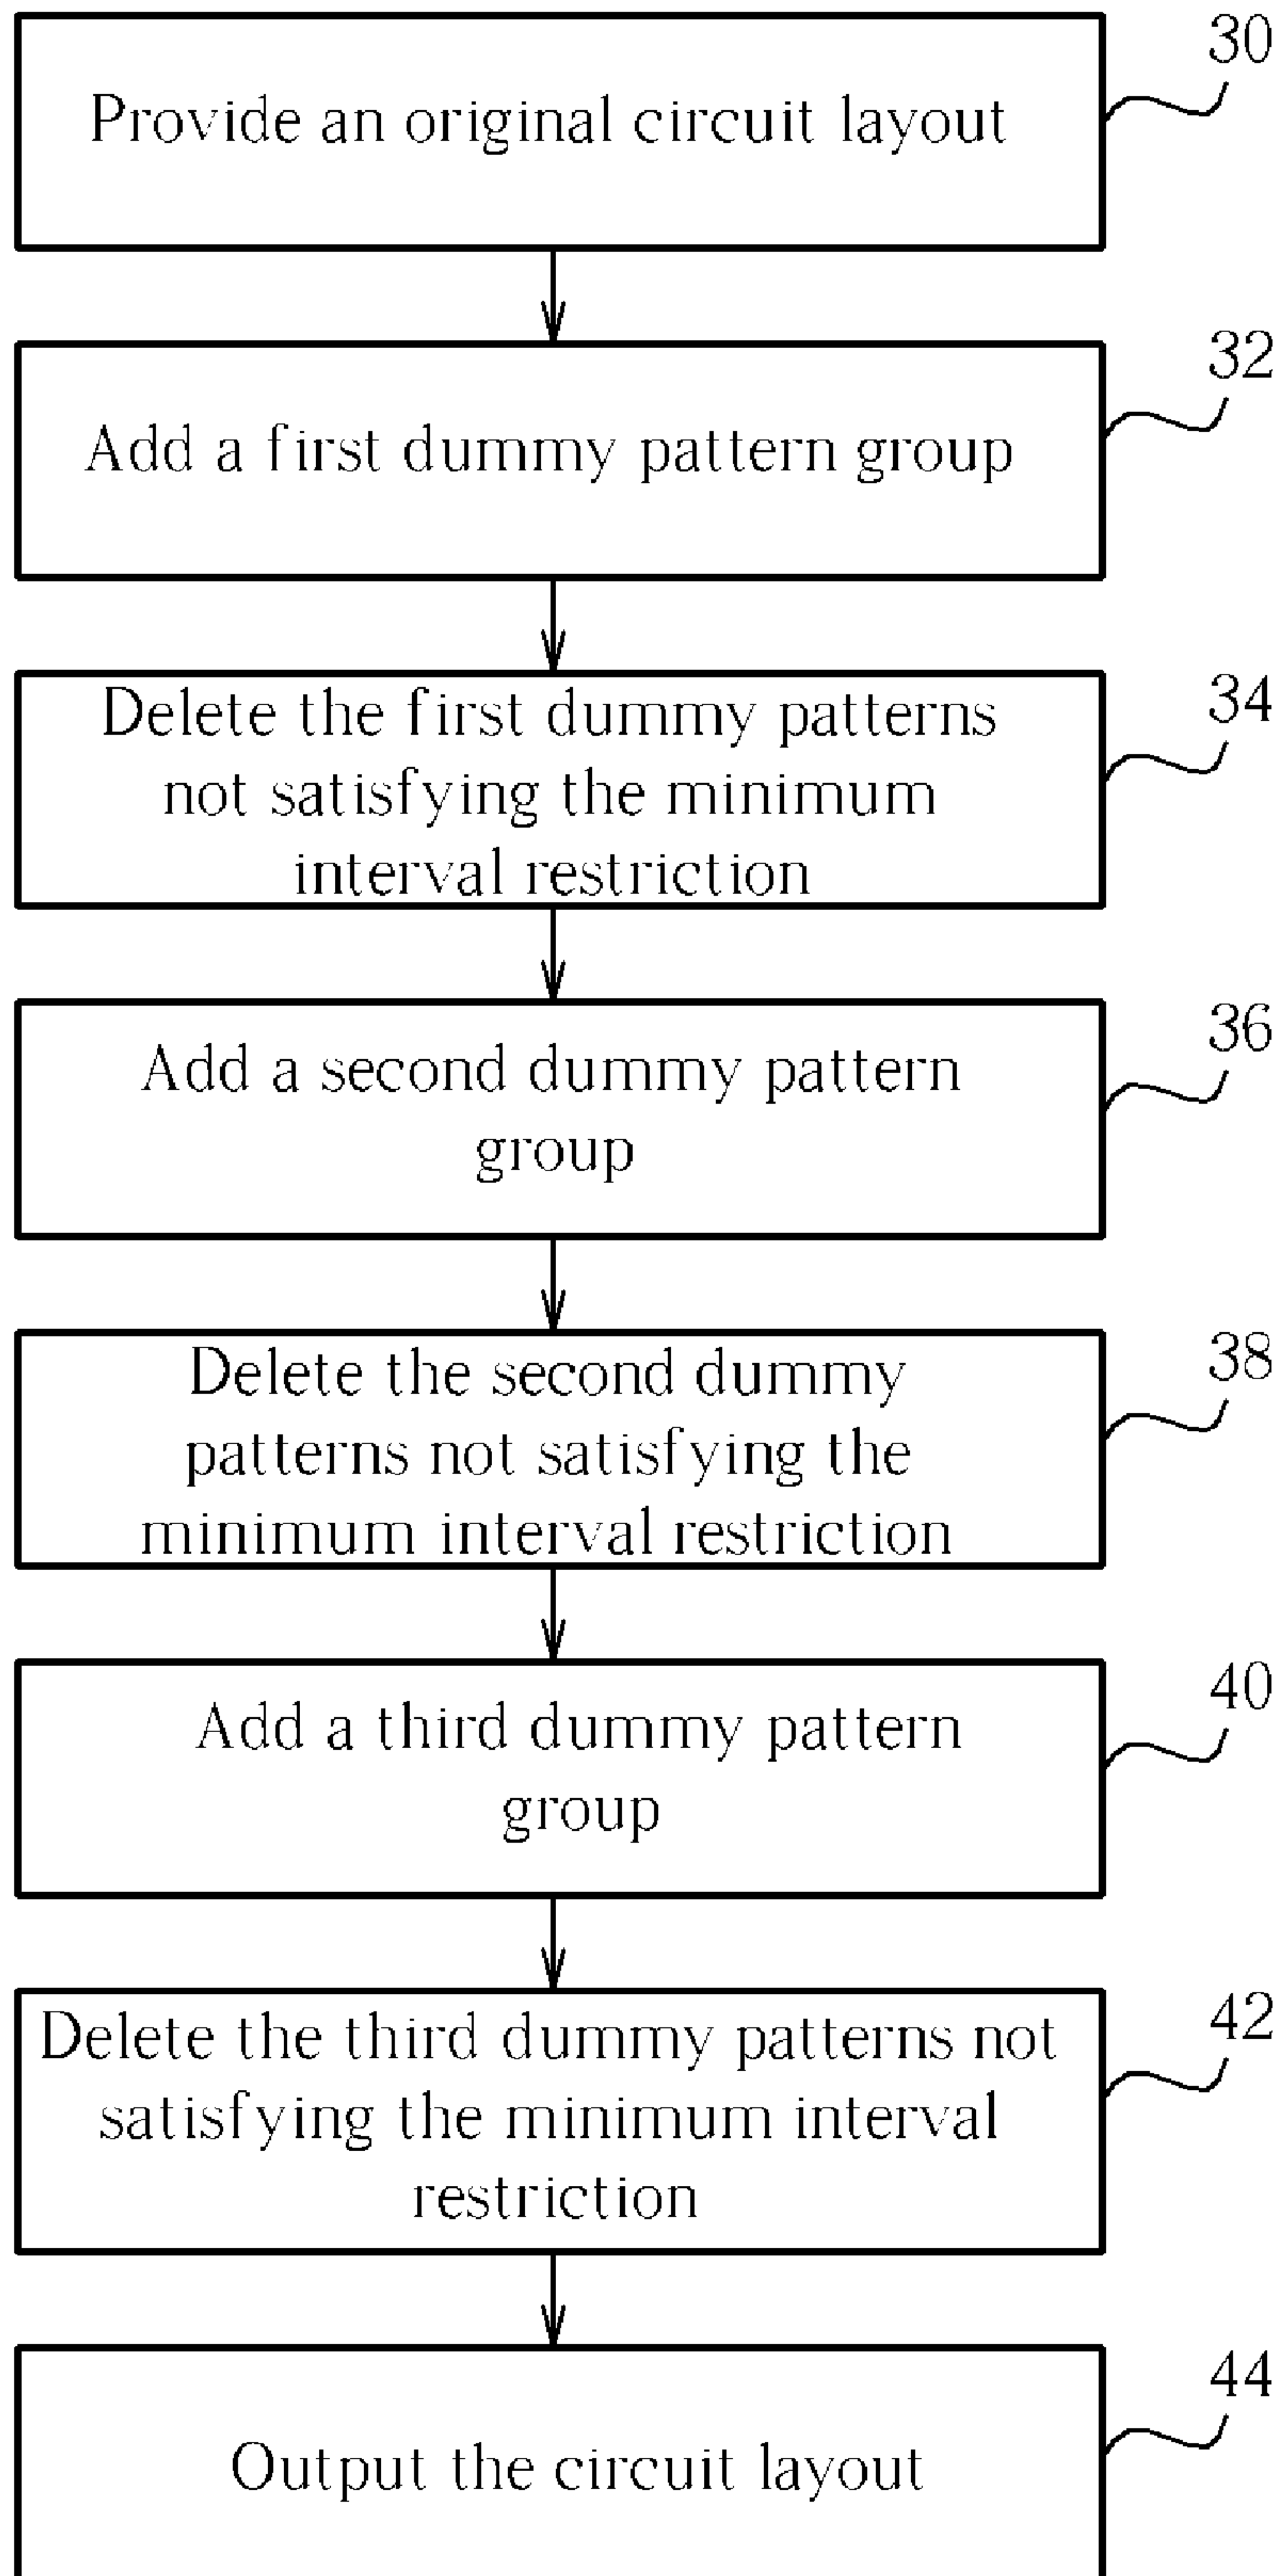 30
Provide an original circuit layout
32
Add a first dummy pattern group
34
Delete the first dummy patterns
not satisfying the minimum
interval restriction
36
Add a second dummy pattern
group
38
Delete the second dummy
patterns not satisfying the
minimum interval restriction
40
Add a third dummy pattern
group
42
Delete the third dummy patterns not
satisfying the minimum interval
restriction
44
Output the circuit layout